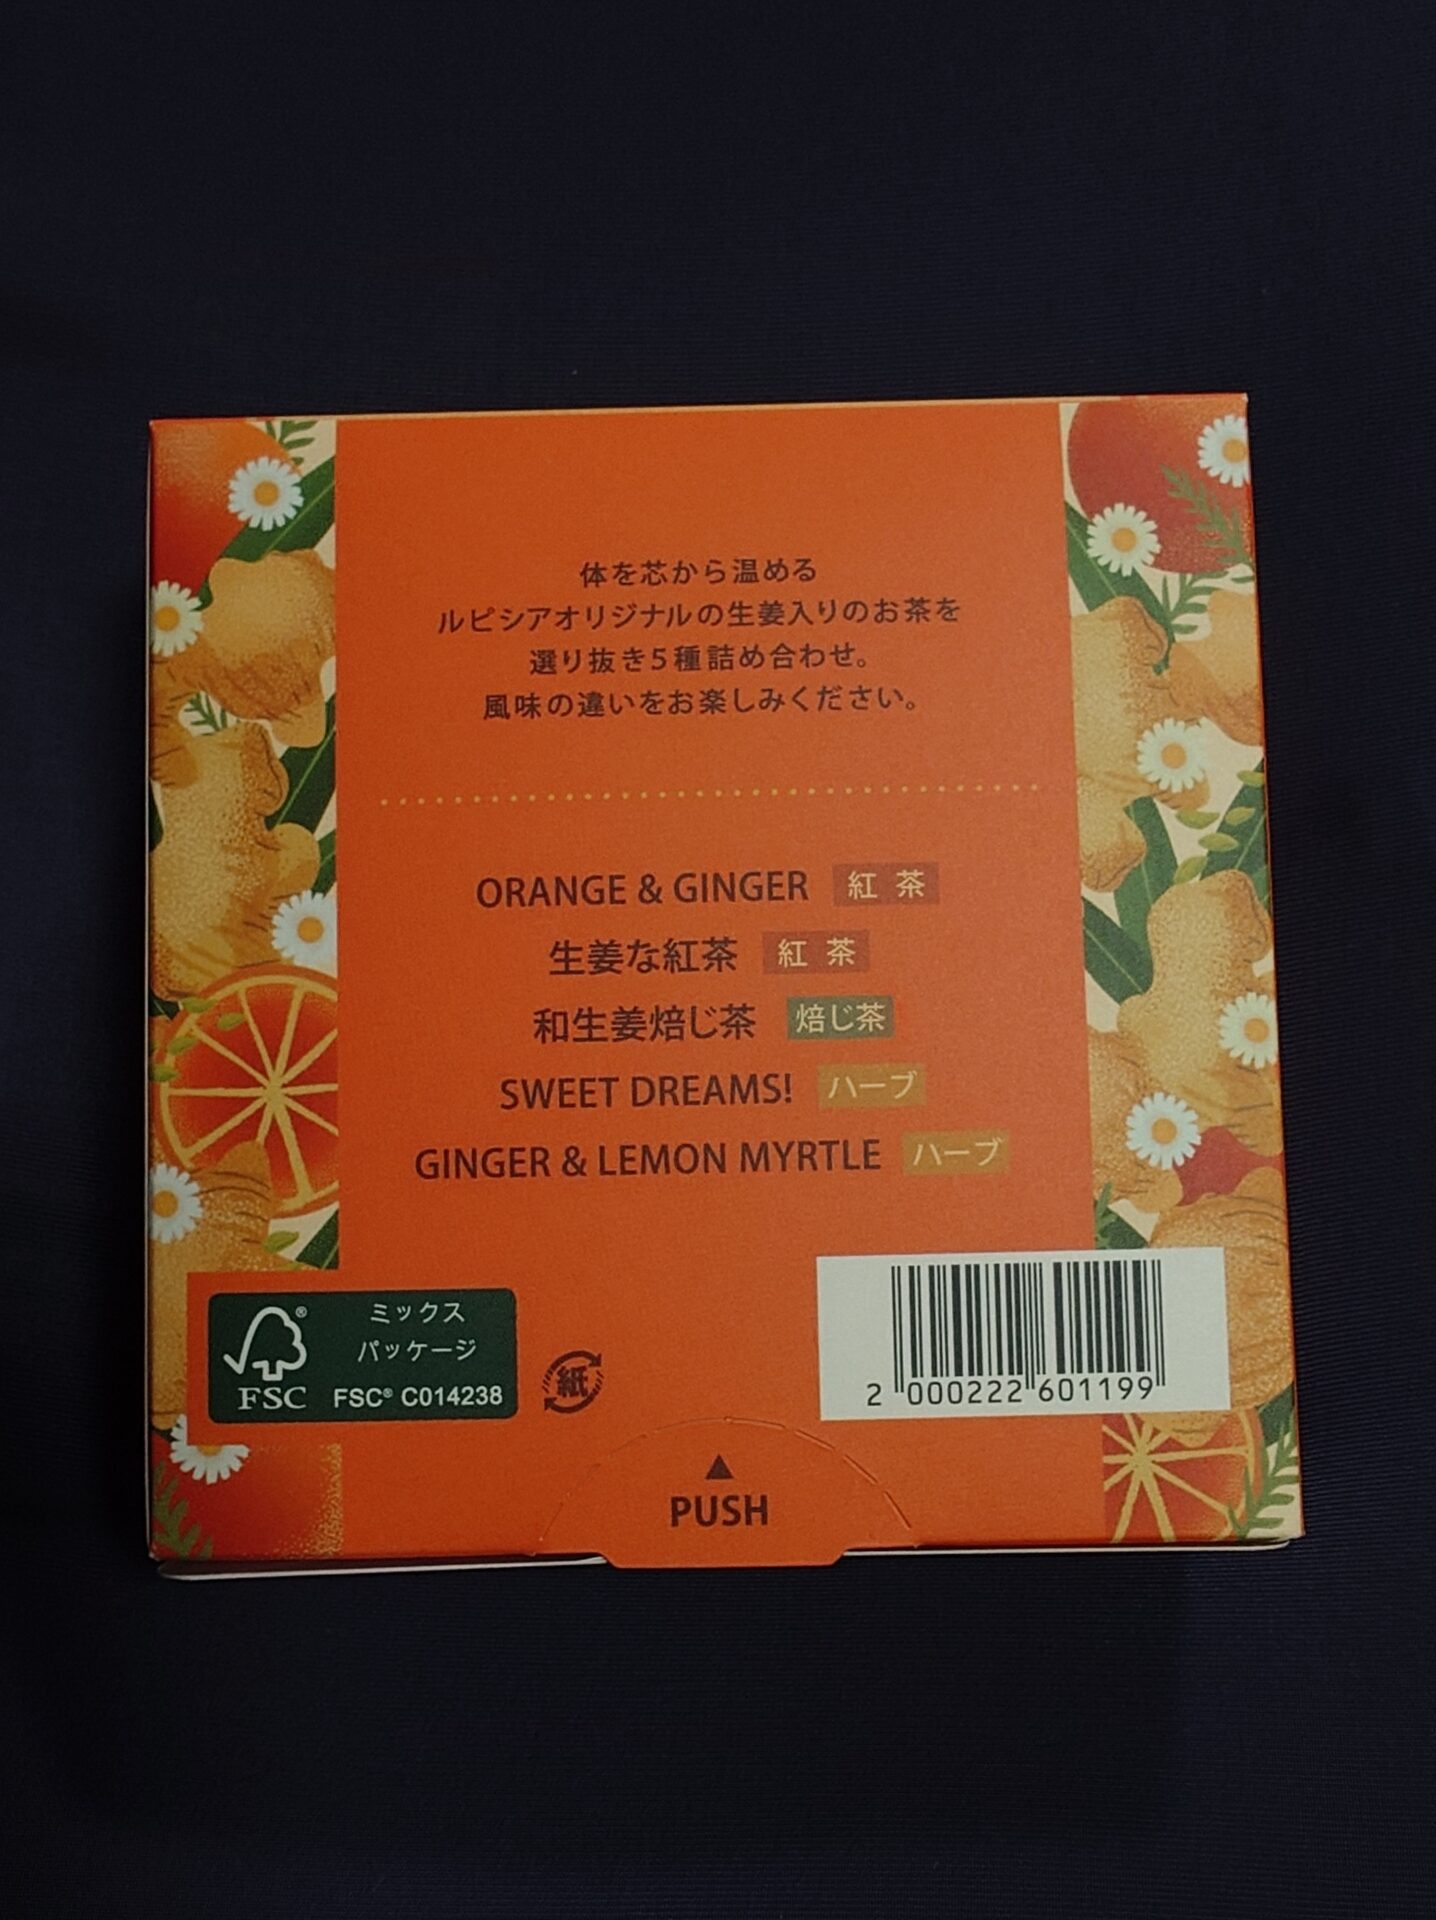 体を芯から温める
ルピシアオリジナルの生姜入りのお茶を
選り抜き5種詰め合わせ。
風味の違いをお楽しみください。
ORANGE & GINGER 紅茶
生姜な紅茶 紅茶
和生姜焙じ茶 焙じ茶
SWEET DREAMS! ハーブ
GINGER & LEMON MYRTLE ハーブ
ミックス
パッケージ
FSC® FSC® C014238
紙
2 000222 601199
PUSH